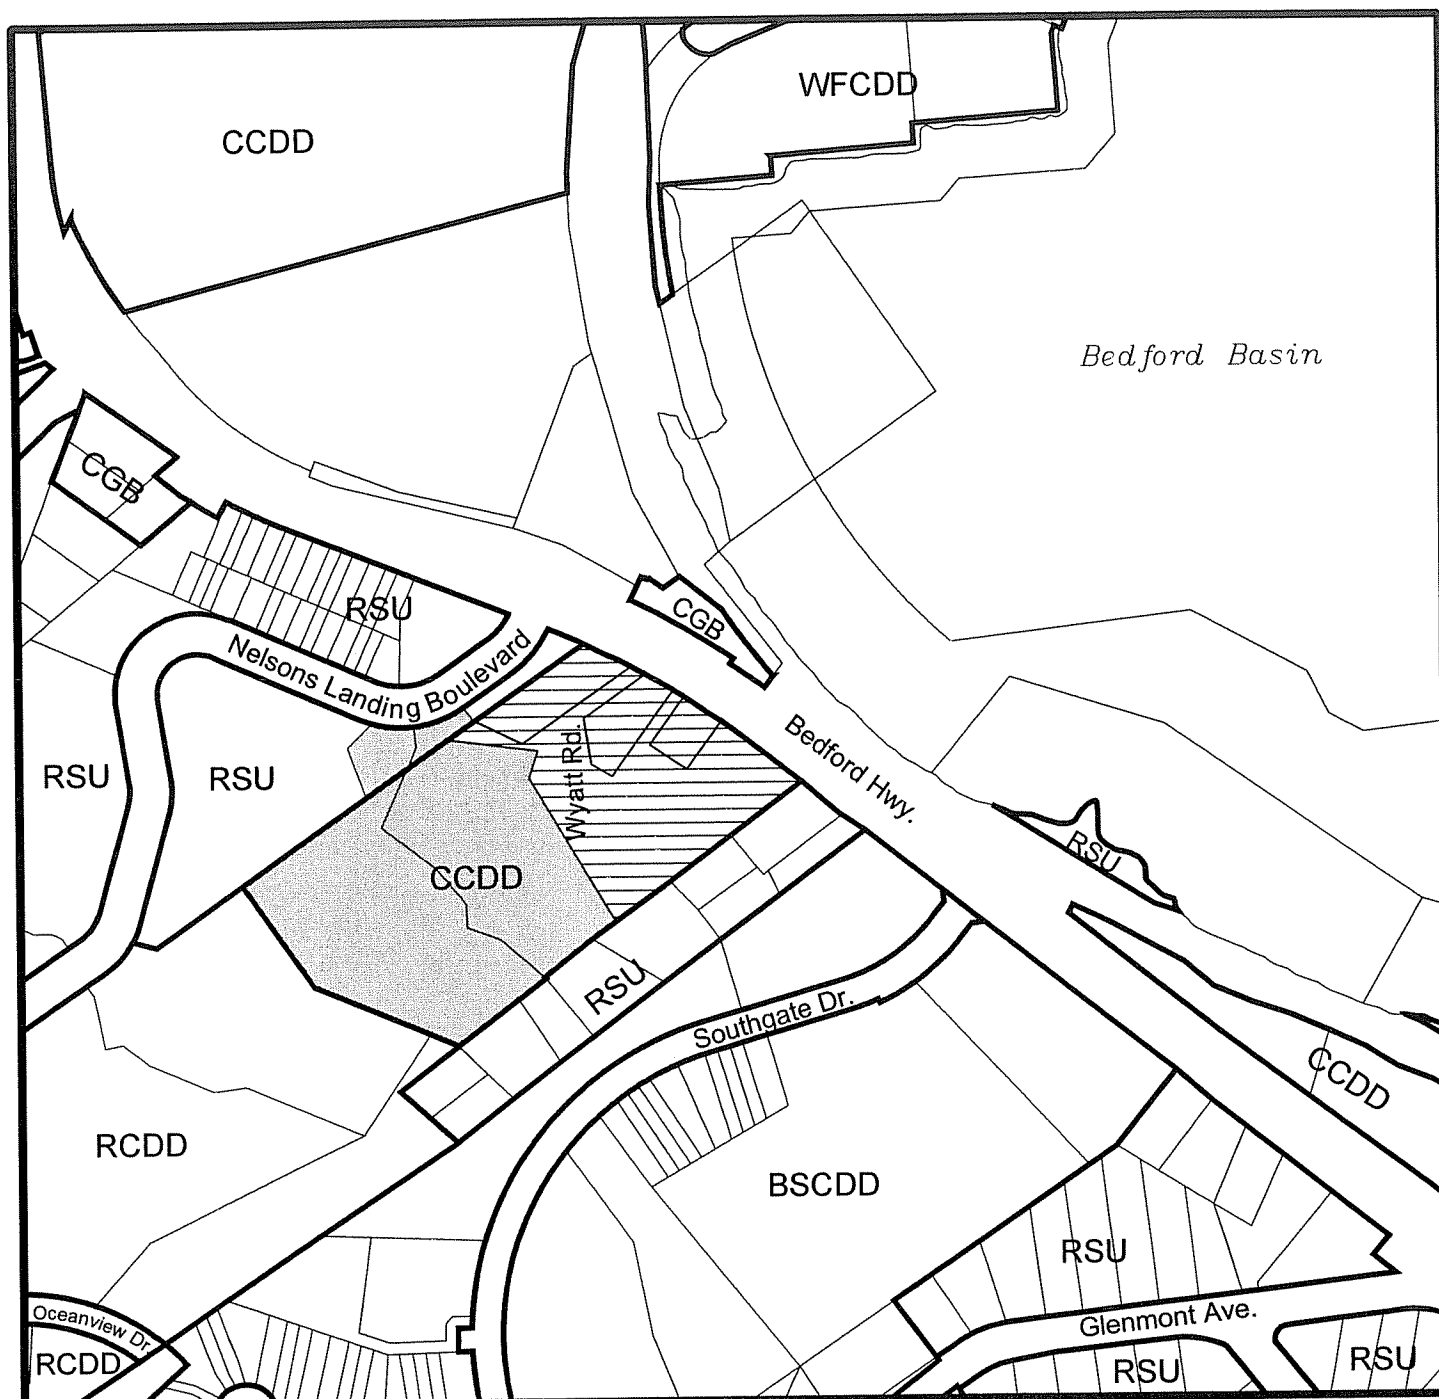 WFCDD
CCDD
Bedford Basin
CGB
RSU
CGB
Nelsons Landing Boulevard
Wyatt Rd.
Bedford Hwy.
RSU
RSU
RSU
CCDD
RSU
Southgate Dr.
CCDD
RCDD
BSCDD
RSU
Oceanview Dr.
Glenmont Ave.
RCDD
RSU
RSU